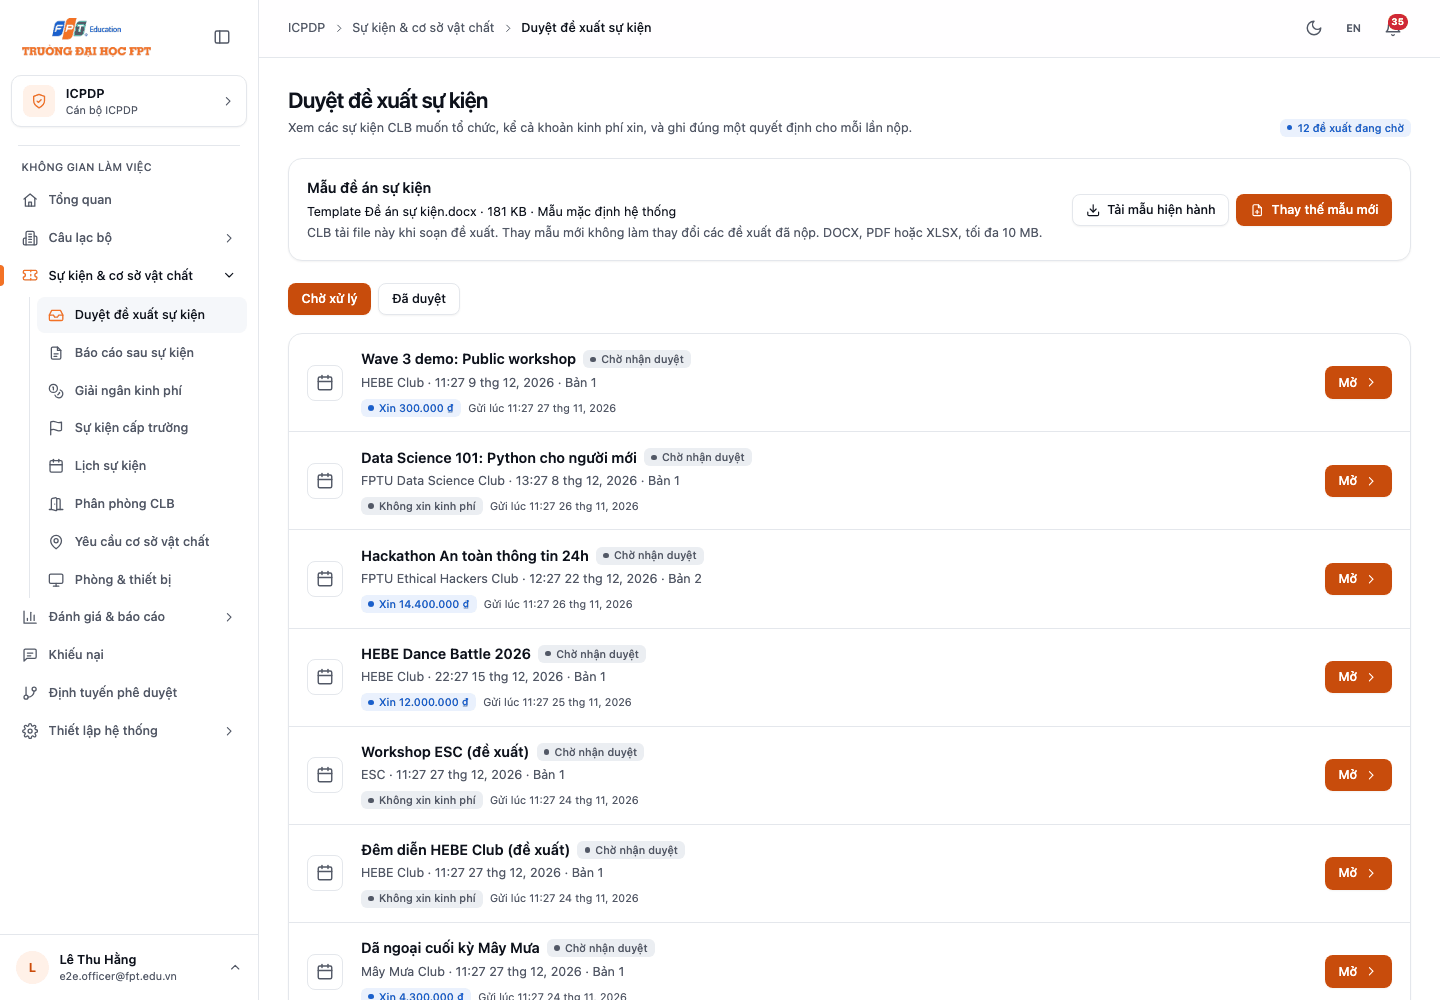 FPT Education
TRƯỜNG ĐẠI HỌC FPT
ICPDP
Cán bộ ICPDP
KHÔNG GIAN LÀM VIỆC
Tổng quan
Câu lạc bộ
Sự kiện & cơ sở vật chất
Duyệt đề xuất sự kiện
Báo cáo sau sự kiện
Giải ngân kinh phí
Sự kiện cấp trường
Lịch sự kiện
Phân phòng CLB
Yêu cầu cơ sở vật chất
Phòng & thiết bị
Đánh giá & báo cáo
Khiếu nại
Định tuyến phê duyệt
Thiết lập hệ thống
L
Lê Thu Hằng
e2e.officer@fpt.edu.vn
ICPDP > Sự kiện & cơ sở vật chất > Duyệt đề xuất sự kiện
EN
35
Duyệt đề xuất sự kiện
Xem các sự kiện CLB muốn tổ chức, kể cả khoản kinh phí xin, và ghi đúng một quyết định cho mỗi lần nộp.
12 đề xuất đang chờ
Mẫu đề án sự kiện
Template Đề án sự kiện.docx · 181 KB · Mẫu mặc định hệ thống
CLB tải file này khi soạn đề xuất. Thay mẫu mới không làm thay đổi các đề xuất đã nộp. DOCX, PDF hoặc XLSX, tối đa 10 MB.
Tải mẫu hiện hành
Thay thế mẫu mới
Chờ xử lý
Đã duyệt
Wave 3 demo: Public workshop
Chờ nhận duyệt
HEBE Club · 11:27 9 thg 12, 2026 · Bản 1
Xin 300.000 ₫
Gửi lúc 11:27 27 thg 11, 2026
Mở
Data Science 101: Python cho người mới
Chờ nhận duyệt
FPTU Data Science Club · 13:27 8 thg 12, 2026 · Bản 1
Không xin kinh phí
Gửi lúc 11:27 26 thg 11, 2026
Mở
Hackathon An toàn thông tin 24h
Chờ nhận duyệt
FPTU Ethical Hackers Club · 12:27 22 thg 12, 2026 · Bản 2
Xin 14.400.000 ₫
Gửi lúc 11:27 26 thg 11, 2026
Mở
HEBE Dance Battle 2026
Chờ nhận duyệt
HEBE Club · 22:27 15 thg 12, 2026 · Bản 1
Xin 12.000.000 ₫
Gửi lúc 11:27 25 thg 11, 2026
Mở
Workshop ESC (đề xuất)
Chờ nhận duyệt
ESC · 11:27 27 thg 12, 2026 · Bản 1
Không xin kinh phí
Gửi lúc 11:27 24 thg 11, 2026
Mở
Đêm diễn HEBE Club (đề xuất)
Chờ nhận duyệt
HEBE Club · 11:27 27 thg 12, 2026 · Bản 1
Không xin kinh phí
Gửi lúc 11:27 24 thg 11, 2026
Mở
Dã ngoại cuối kỳ Mây Mưa
Chờ nhận duyệt
Mây Mưa Club · 11:27 27 thg 12, 2026 · Bản 1
Xin 4.300.000 ₫
Gửi lúc 11:27 24 thg 11, 2026
Mở